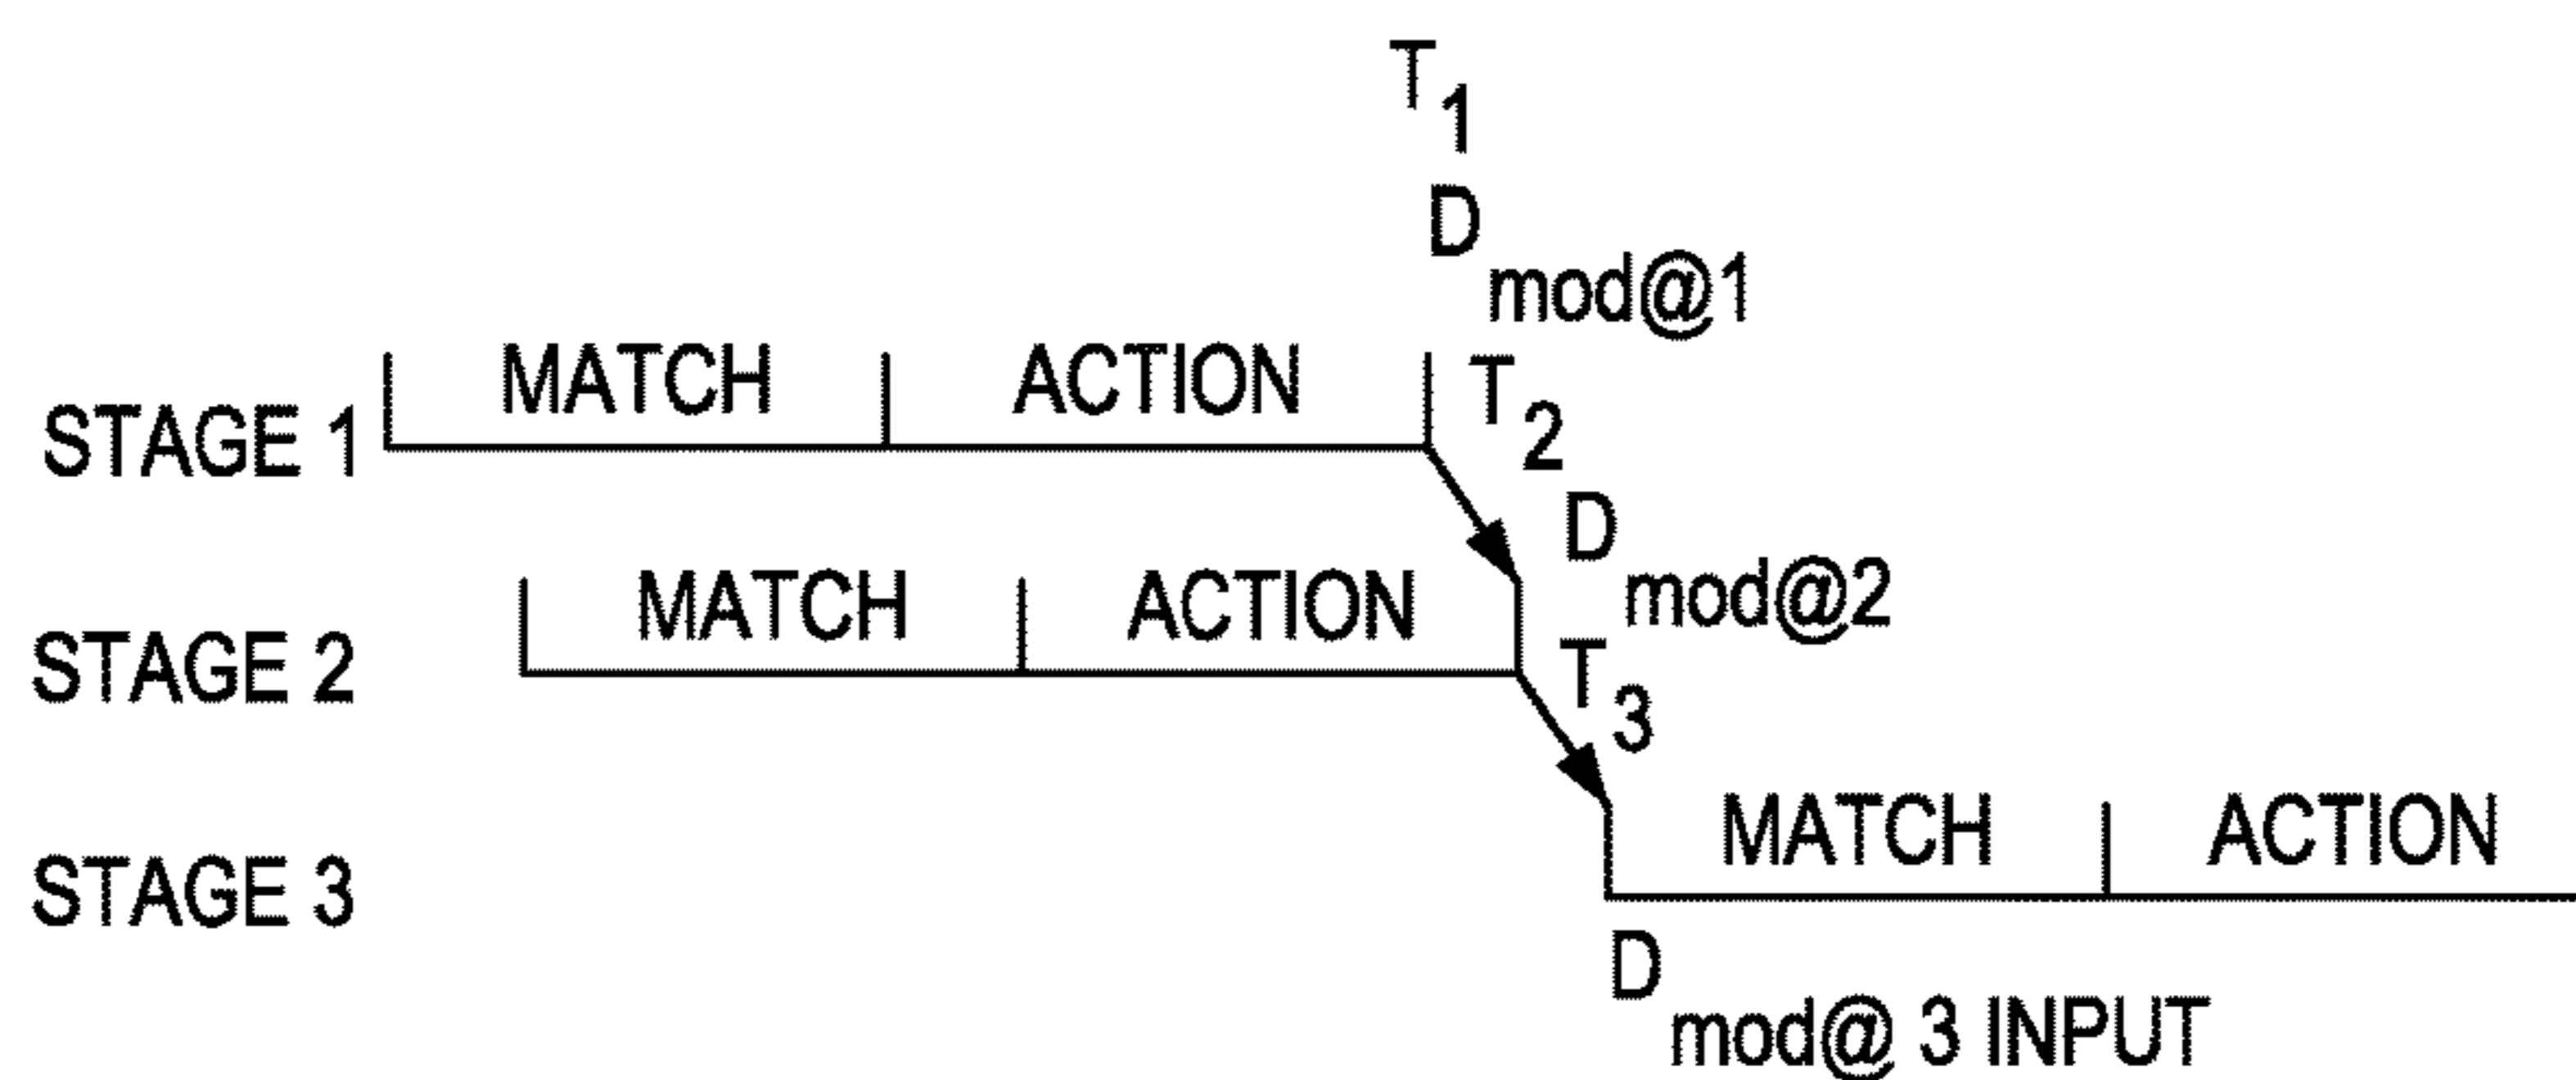 T1
Dmod@1
STAGE 1 MATCH ACTION T2
Dmod@2
STAGE 2 MATCH ACTION T3
STAGE 3 MATCH ACTION
Dmod@ 3 INPUT